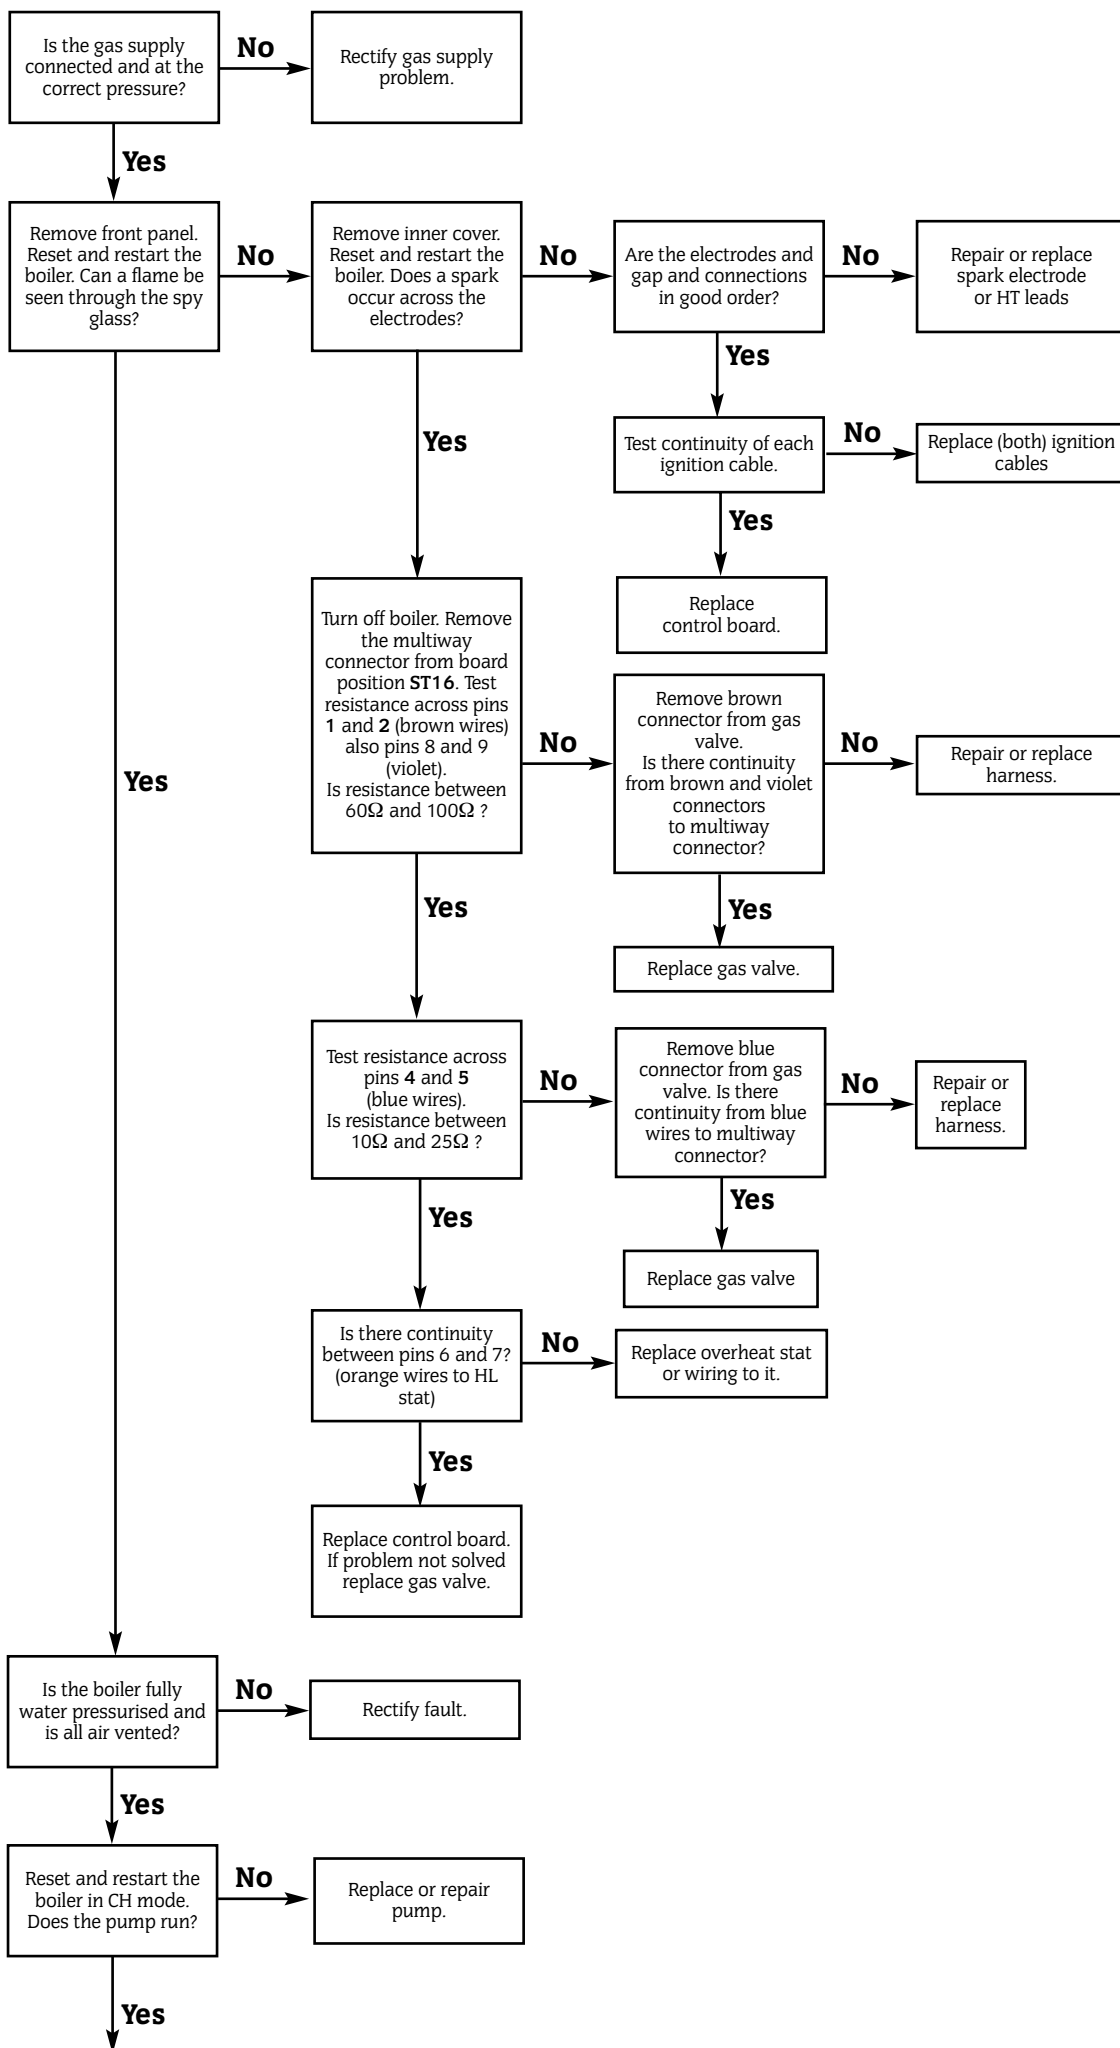 Is the gas supply
connected and at the
correct pressure?
No
Rectify gas supply
problem.
Yes
Remove front panel.
Reset and restart the
boiler. Can a flame be
seen through the spy
glass?
No
Remove inner cover.
Reset and restart the
boiler. Does a spark
occur across the
electrodes?
No
Are the electrodes and
gap and connections
in good order?
No
Repair or replace
spark electrode
or HT leads
Yes
Test continuity of each
ignition cable.
No
Replace (both) ignition
cables
Yes
Replace
control board.
Yes
Turn off boiler. Remove
the multiway
connector from board
position ST16. Test
resistance across pins
1 and 2 (brown wires)
also pins 8 and 9
(violet).
Is resistance between
60Ω and 100Ω ?
No
Remove brown
connector from gas
valve.
Is there continuity
from brown and violet
connectors
to multiway
connector?
No
Repair or replace
harness.
Yes
Replace gas valve.
Yes
Test resistance across
pins 4 and 5
(blue wires).
Is resistance between
10Ω and 25Ω ?
No
Remove blue
connector from gas
valve. Is there
continuity from blue
wires to multiway
connector?
No
Repair or
replace
harness.
Yes
Replace gas valve
Yes
Is there continuity
between pins 6 and 7?
(orange wires to HL
stat)
No
Replace overheat stat
or wiring to it.
Yes
Replace control board.
If problem not solved
replace gas valve.
Yes
Is the boiler fully
water pressurised and
is all air vented?
No
Rectify fault.
Yes
Reset and restart the
boiler in CH mode.
Does the pump run?
No
Replace or repair
pump.
Yes